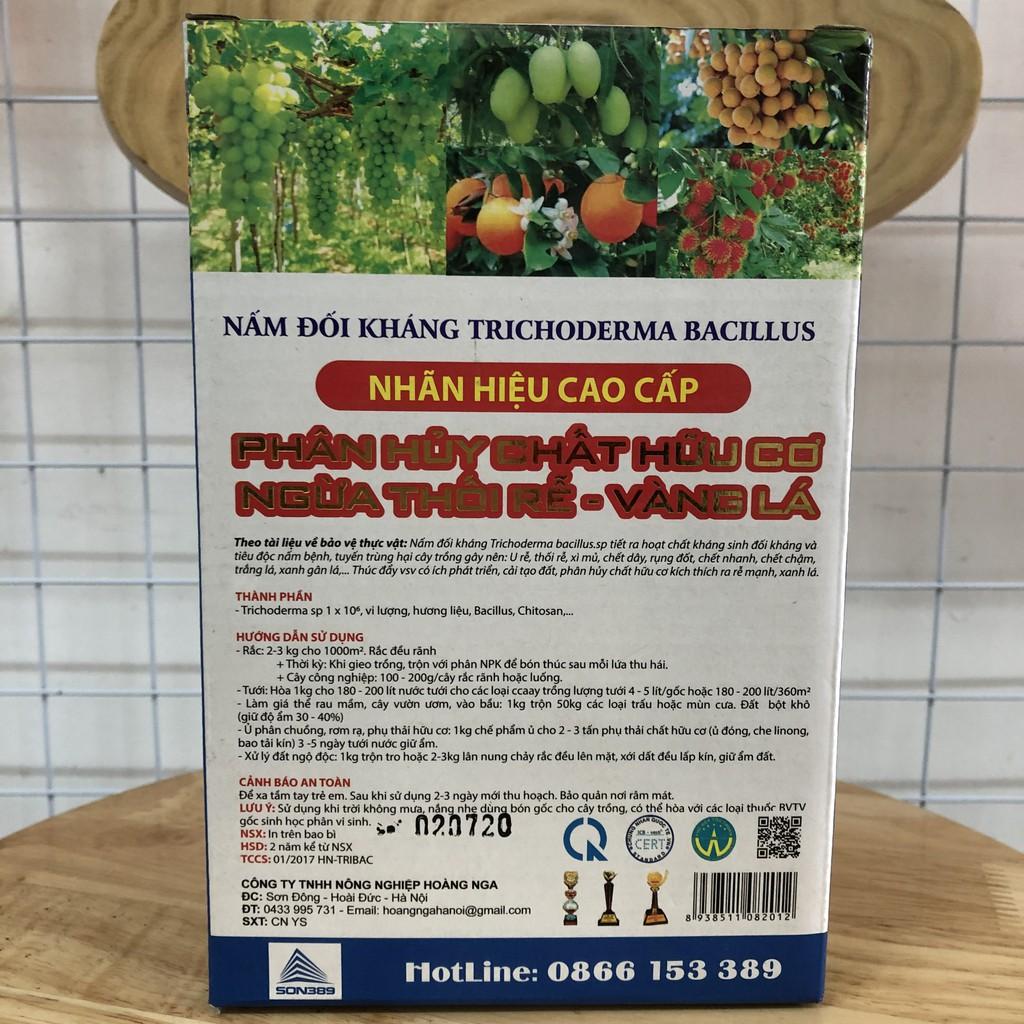 NẤM ĐỐI KHÁNG TRICHODERMA BACILLUS
NHÃN HIỆU CAO CẤP
PHÂN HỦY CHẤT HỮU CƠ
NGỪA THỐI RỄ - VÀNG LÁ
Theo tài liệu về bảo vệ thực vật: Nấm đối kháng Trichoderma bacillus.sp tiết ra hoạt chất kháng sinh đối kháng và
tiêu độc nấm bệnh, tuyến trùng hại cây trồng gây nên: U rễ, thối rễ, xì mủ, chết dây, rụng đốt, chết nhanh, chết chậm,
trắng lá, xanh gân lá,... Thúc đẩy vsv có ích phát triển, cải tạo đất, phân hủy chất hữu cơ kích thích ra rễ mạnh, xanh lá.
THÀNH PHẦN
- Trichoderma sp 1 x 10⁶, vi lượng, hương liệu, Bacillus, Chitosan,...
HƯỚNG DẪN SỬ DỤNG
- Rắc: 2-3 kg cho 1000m². Rắc đều rãnh
+ Thời kỳ: Khi gieo trồng, trộn với phân NPK để bón thúc sau mỗi lứa thu hái.
+ Cây công nghiệp: 100 - 200g/cây rắc rãnh hoặc luống.
- Tưới: Hòa 1kg cho 180 - 200 lít nước tưới cho các loại ccaay trồng lượng tưới 4 - 5 lít/gốc hoặc 180 - 200 lít/360m²
- Làm giá thể rau mầm, cây vườn ươm, vào bầu: 1kg trộn 50kg các loại trấu hoặc mùn cưa. Đất bột khô
(giữ độ ẩm 30 - 40%)
- Ủ phân chuồng, rơm rạ, phụ thải hữu cơ: 1kg chế phẩm ủ cho 2 - 3 tấn phụ thải chất hữu cơ (ủ đóng, che linong,
bao tải kín) 3 -5 ngày tưới nước giữ ẩm.
- Xử lý đất ngộ độc: 1kg trộn tro hoặc 2-3kg lân nung chảy rắc đều lên mặt, xới dất đều lấp kín, giữ ẩm đất.
CẢNH BÁO AN TOÀN
Để xa tầm tay trẻ em. Sau khi sử dụng 2-3 ngày mới thu hoạch. Bảo quản nơi râm mát.
LƯU Ý: Sử dụng khi trời không mưa, nắng nhẹ dùng bón gốc cho cây trồng, có thể hòa với các loại thuốc BVTV
gốc sinh học phân vi sinh.
020720
NSX: In trên bao bì
HSD: 2 năm kể từ NSX
TCCS: 01/2017 HN-TRIBAC
CERT
CÔNG TY TNHH NÔNG NGHIỆP HOÀNG NGA
ĐC: Sơn Đông - Hoài Đức - Hà Nội
ĐT: 0433 995 731 - Email: hoangngahanoi@gmail.com
SXT: CN YS
8 938511 082012
SON389
HotLine: 0866 153 389